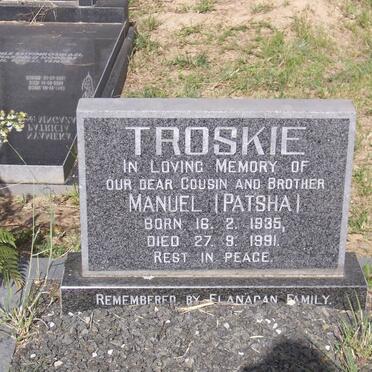 TROSKIE
IN LOVING MEMORY OF
OUR DEAR COUSIN AND BROTHER
MANUEL (PATSHA)
BORN 16. 2. 1935,
DIED 27. 9. 1991.
REST IN PEACE.
REMEMBERED BY FLANAGAN FAMILY.
PATRICIA